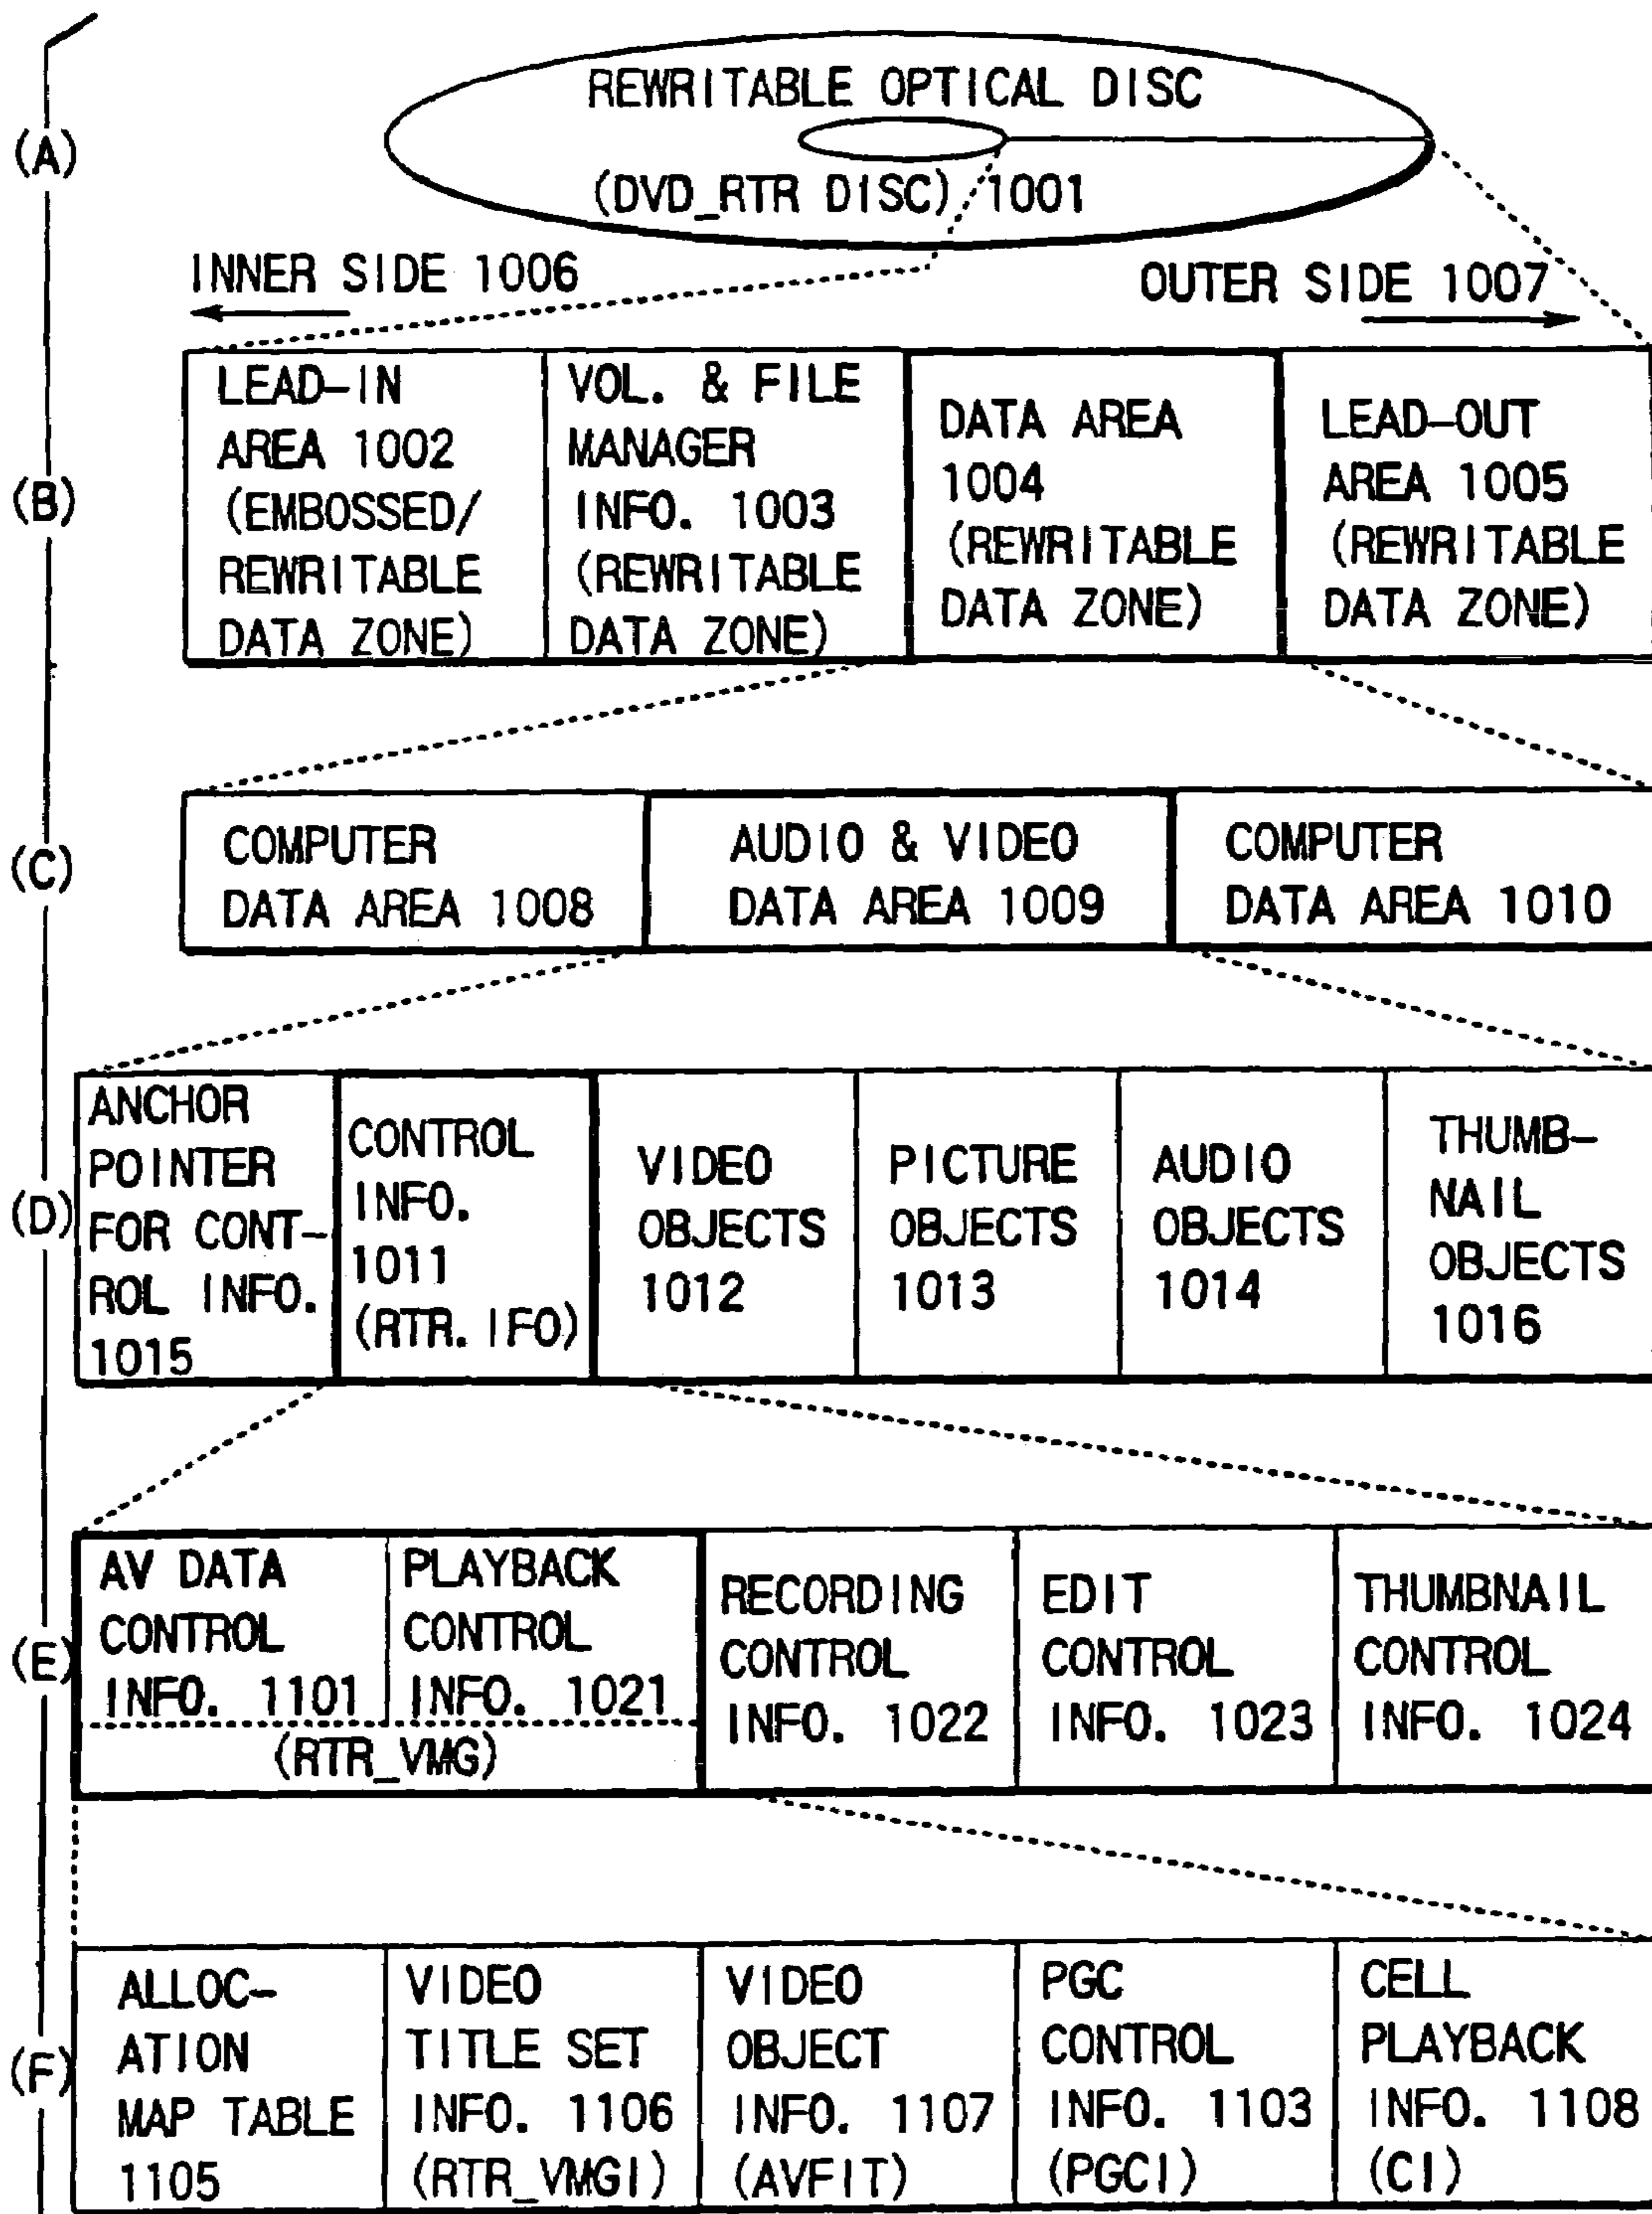 (A)
REWRITABLE OPTICAL DISC
(DVD_RTR DISC) 1001
INNER SIDE 1006
OUTER SIDE 1007
(B)
LEAD-IN
AREA 1002
(EMBOSSED/
REWRITABLE
DATA ZONE)
VOL. & FILE
MANAGER
INFO. 1003
(REWRITABLE
DATA ZONE)
DATA AREA
1004
(REWRITABLE
DATA ZONE)
LEAD-OUT
AREA 1005
(REWRITABLE
DATA ZONE)
(C)
COMPUTER
DATA AREA 1008
AUDIO & VIDEO
DATA AREA 1009
COMPUTER
DATA AREA 1010
(D)
ANCHOR
POINTER
FOR CONT-
ROL INFO.
1015
CONTROL
INFO.
1011
(RTR. IFO)
VIDEO
OBJECTS
1012
PICTURE
OBJECTS
1013
AUDIO
OBJECTS
1014
THUMB-
NAIL
OBJECTS
1016
(E)
AV DATA
CONTROL
INFO. 1101
PLAYBACK
CONTROL
INFO. 1021
(RTR_VMG)
RECORDING
CONTROL
INFO. 1022
EDIT
CONTROL
INFO. 1023
THUMBNAIL
CONTROL
INFO. 1024
(F)
ALLOC-
ATION
MAP TABLE
1105
VIDEO
TITLE SET
INFO. 1106
(RTR_VMGI)
VIDEO
OBJECT
INFO. 1107
(AVFIT)
PGC
CONTROL
INFO. 1103
(PGCI)
CELL
PLAYBACK
INFO. 1108
(CI)